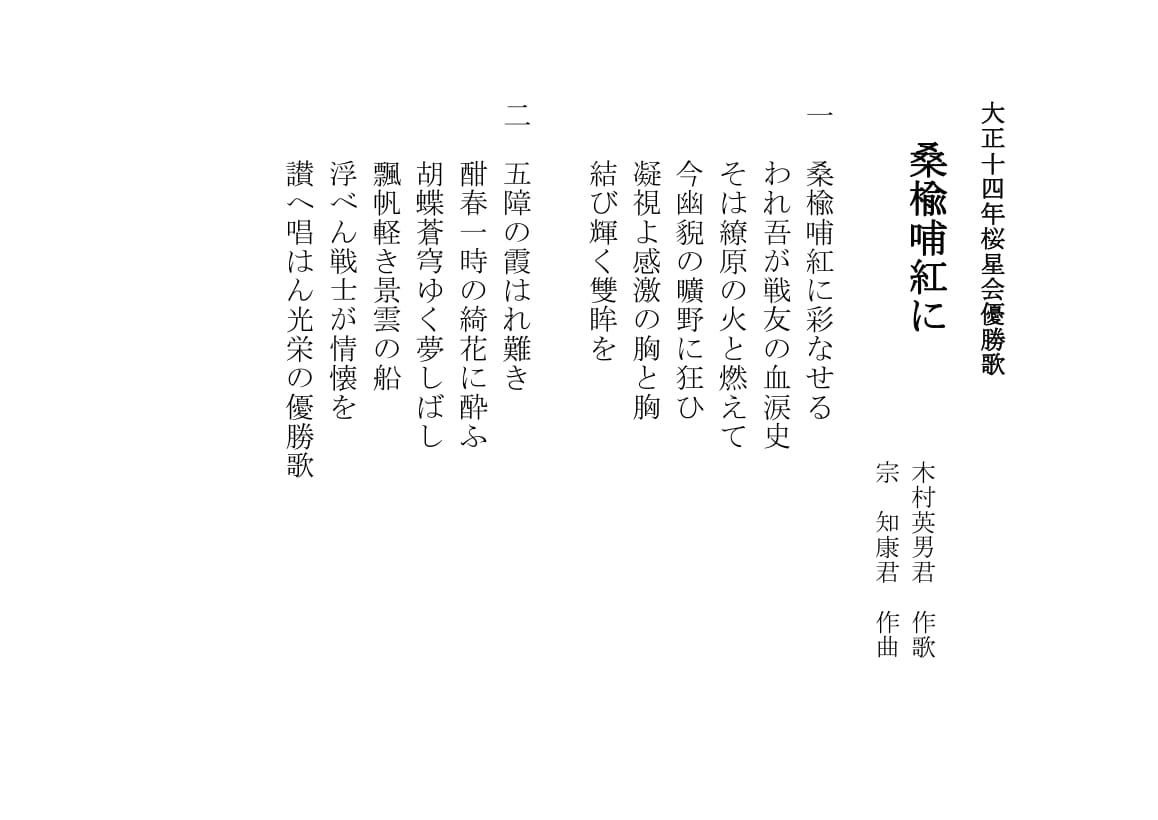 大正十四年桜星会優勝歌
桑楡哺紅に
木村英男君　作歌
宗　知康君　作曲
一　桑楡哺紅に彩なせる
われ吾が戦友の血涙史
そは繚原の火と燃えて
今幽貎の曠野に狂ひ
凝視よ感激の胸と胸
結び輝く雙眸を
二　五障の霞はれ難き
酣春一時の綺花に酔ふ
胡蝶蒼穹ゆく夢しばし
飄帆軽き景雲の船
浮べん戦士が情懐を
讃へ唱はん光栄の優勝歌